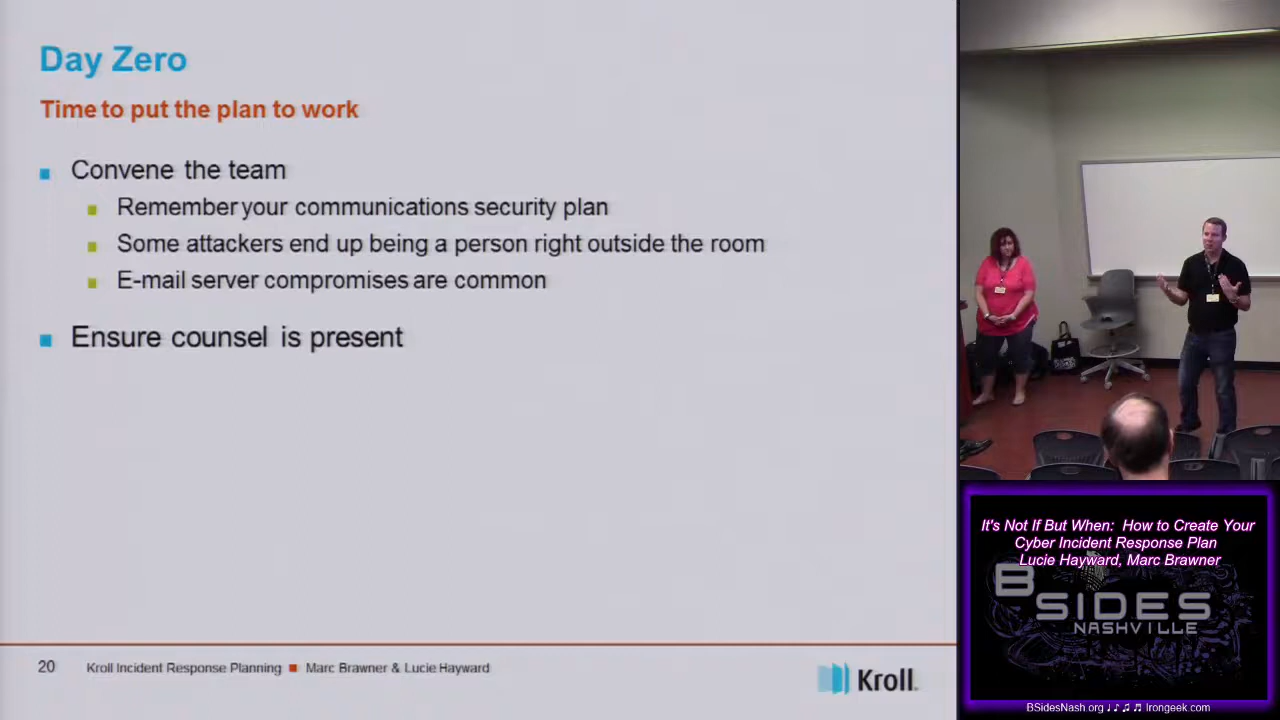 Day Zero
Time to put the plan to work
Convene the team
Remember your communications security plan
Some attackers end up being a person right outside the room
E-mail server compromises are common
Ensure counsel is present
20 Kroll Incident Response Planning ■ Marc Brawner & Lucie Hayward
Kroll
It's Not If But When: How to Create Your
Cyber Incident Response Plan
Lucie Hayward, Marc Brawner
BSIDES
NASHVILLE
BSidesNash.org ♩♪♫♬ Irongeek.com